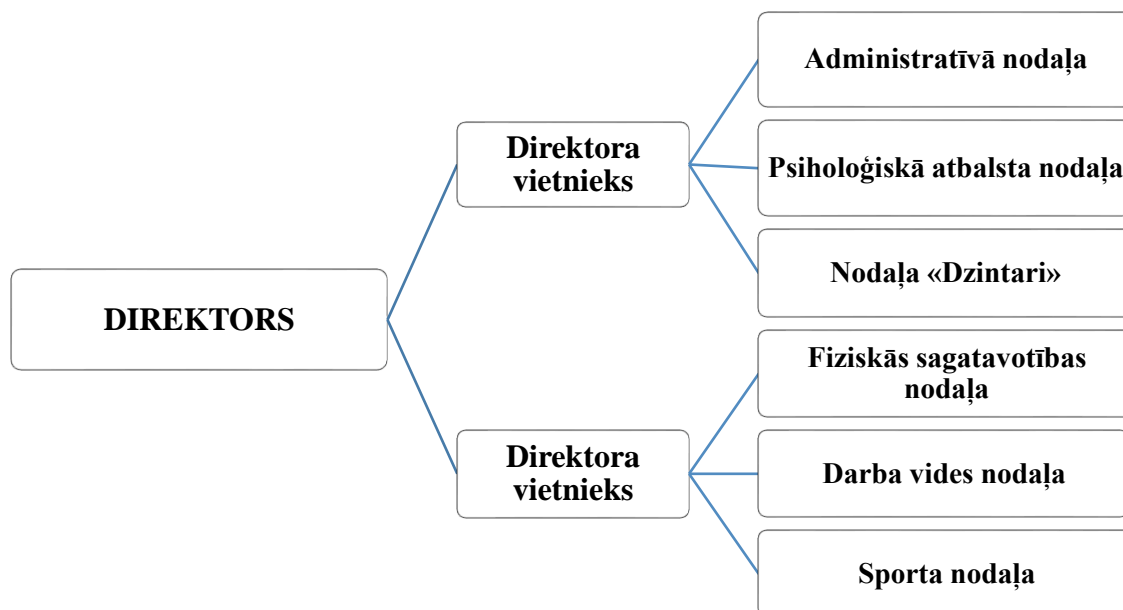 DIREKTORS
Direktora
vietnieks
Administratīvā nodaļa
Psiholoģiskā atbalsta nodaļa
Nodaļa «Dzintari»
Direktora
vietnieks
Fiziskās sagatavotības
nodaļa
Darba vides nodaļa
Sporta nodaļa